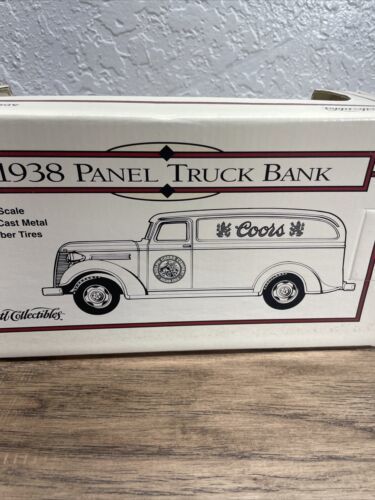 1938 PANEL TRUCK BANK
Scale
Cast Metal
ber Tires
Coors
Collectibles